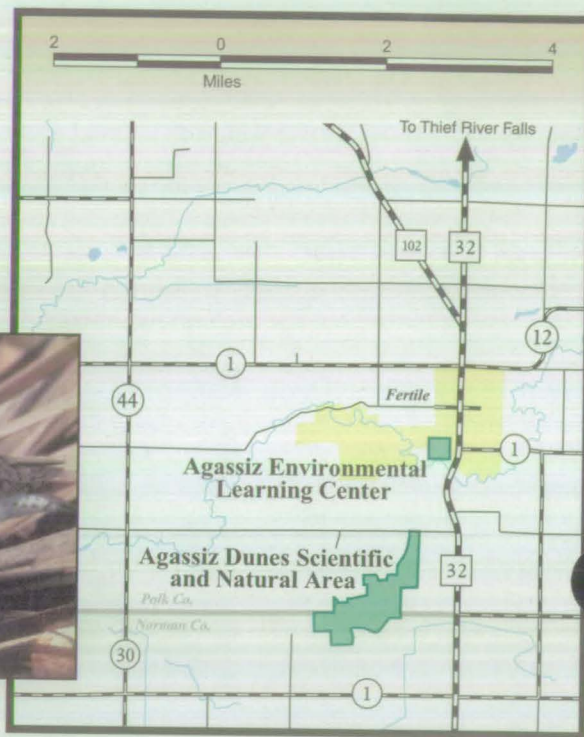 2 0 2 4
Miles
To Thief River Falls
102
32
12
1
44
Fertile
1
Agassiz Environmental
Learning Center
Agassiz Dunes Scientific
and Natural Area
32
Polk Co.
Norman Co.
30
1